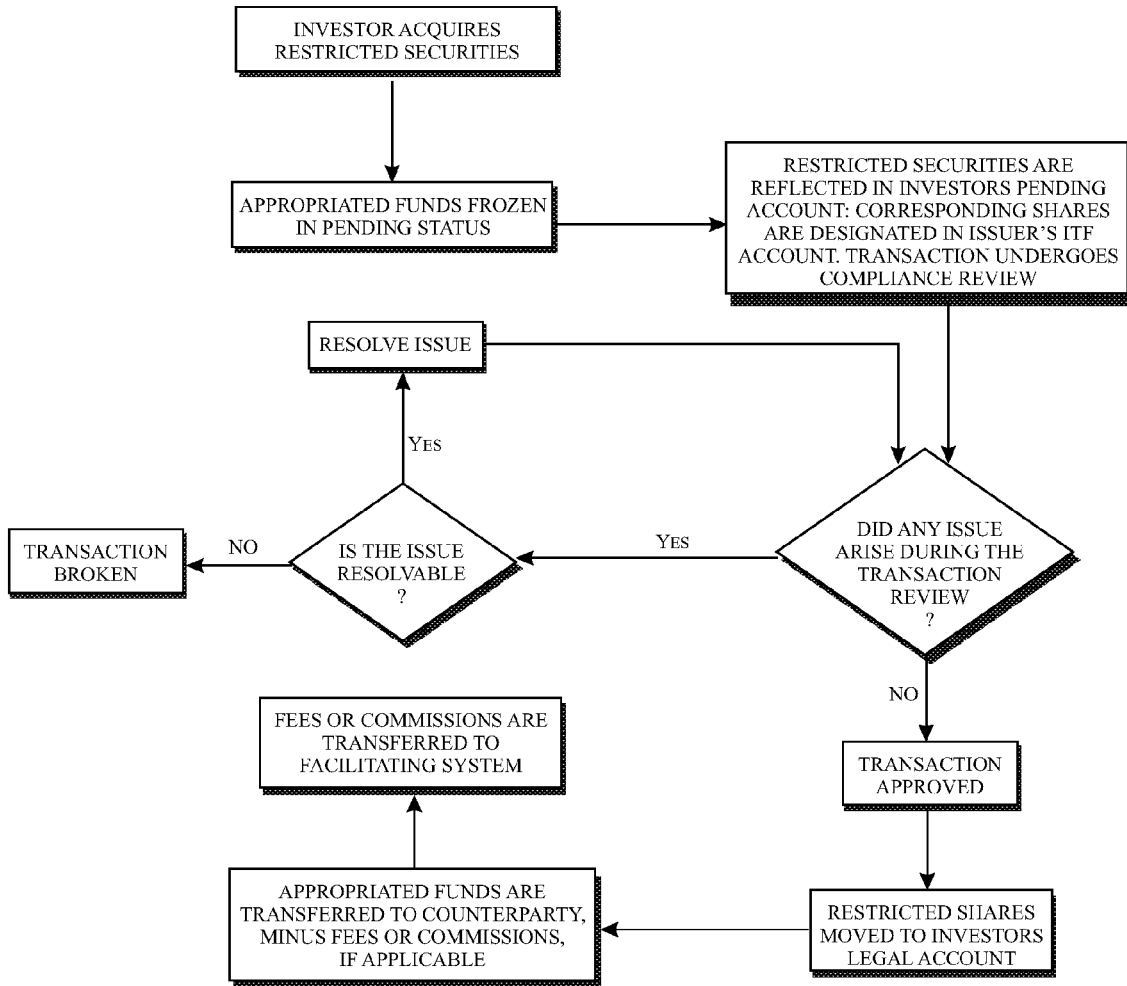 INVESTOR ACQUIRES
RESTRICTED SECURITIES
APPROPRIATED FUNDS FROZEN
IN PENDING STATUS
RESTRICTED SECURITIES ARE
REFLECTED IN INVESTORS PENDING
ACCOUNT: CORRESPONDING SHARES
ARE DESIGNATED IN ISSUER'S ITF
ACCOUNT. TRANSACTION UNDERGOES
COMPLIANCE REVIEW
RESOLVE ISSUE
YES
DID ANY ISSUE
ARISE DURING THE
TRANSACTION
REVIEW
?
YES
IS THE ISSUE
RESOLVABLE
?
NO
TRANSACTION
BROKEN
NO
TRANSACTION
APPROVED
RESTRICTED SHARES
MOVED TO INVESTORS
LEGAL ACCOUNT
APPROPRIATED FUNDS ARE
TRANSFERRED TO COUNTERPARTY,
MINUS FEES OR COMMISSIONS,
IF APPLICABLE
FEES OR COMMISSIONS ARE
TRANSFERRED TO
FACILITATING SYSTEM